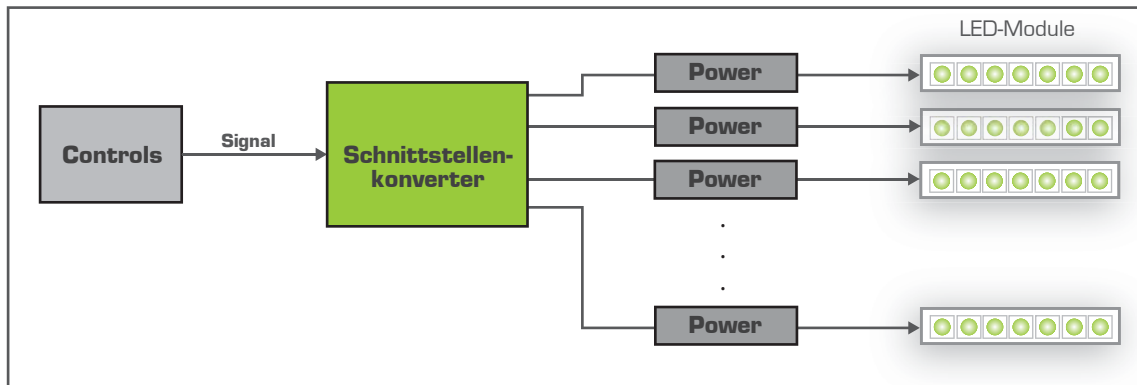 LED-Module
Power
Power
Controls
Signal
Schnittstellen-
konverter
Power
Power